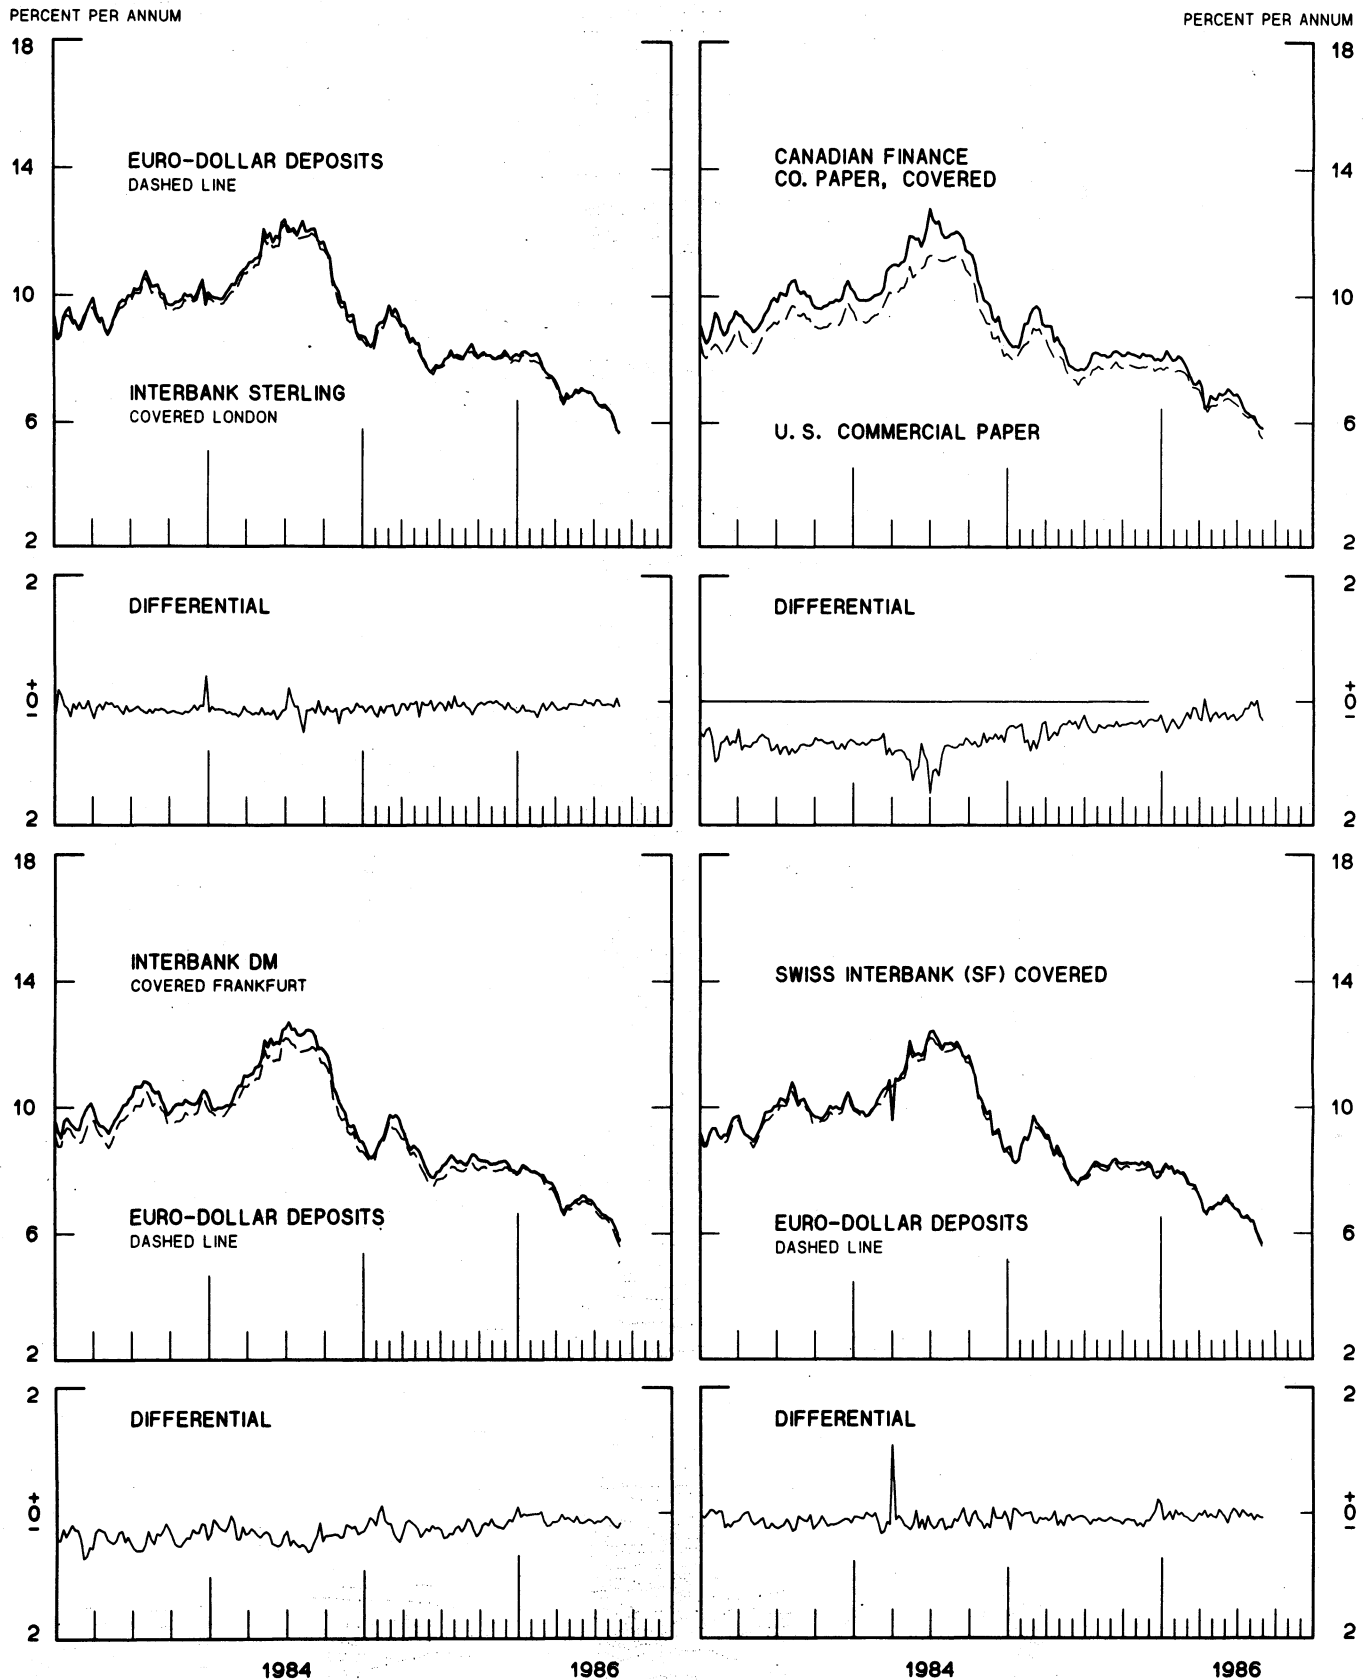 PERCENT PER ANNUM
PERCENT PER ANNUM
18
14
10
6
2
EURO-DOLLAR DEPOSITS
DASHED LINE
INTERBANK STERLING
COVERED LONDON
CANADIAN FINANCE
CO. PAPER, COVERED
U. S. COMMERCIAL PAPER
18
14
10
6
2
2
+
0
−
2
DIFFERENTIAL
DIFFERENTIAL
2
+
0
−
2
18
14
10
6
2
INTERBANK DM
COVERED FRANKFURT
EURO-DOLLAR DEPOSITS
DASHED LINE
SWISS INTERBANK (SF) COVERED
EURO-DOLLAR DEPOSITS
DASHED LINE
18
14
10
6
2
2
+
0
−
2
DIFFERENTIAL
DIFFERENTIAL
2
+
0
−
2
1984
1986
1984
1986